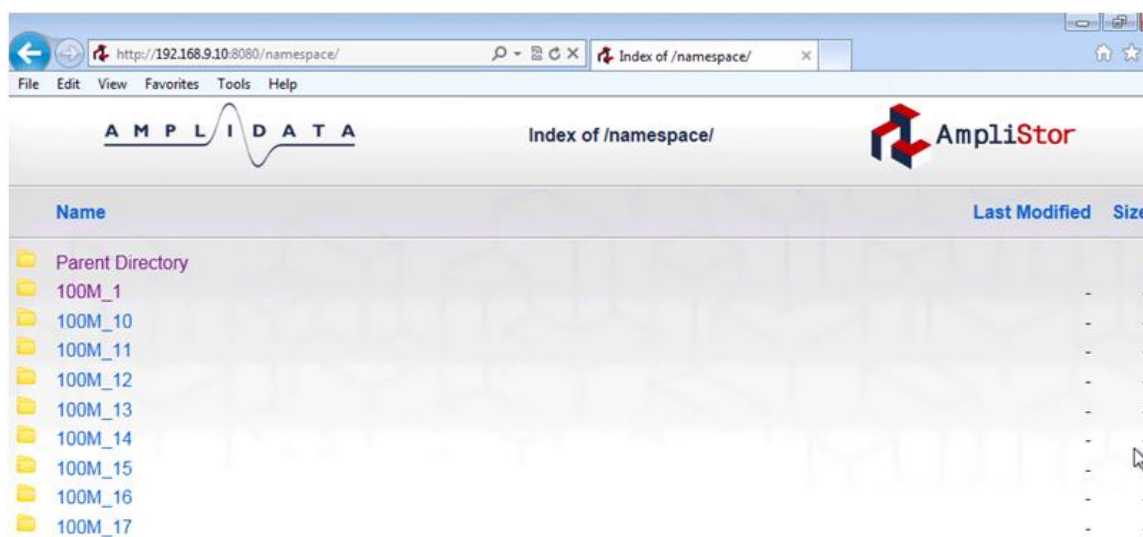 http://192.168.9.10:8080/namespace/ Index of /namespace/
File Edit View Favorites Tools Help
AMPLIDATA Index of /namespace/ AmpliStor
Name Last Modified Size
Parent Directory
100M_1 -
100M_10 -
100M_11 -
100M_12 -
100M_13 -
100M_14 -
100M_15 -
100M_16 -
100M_17 -